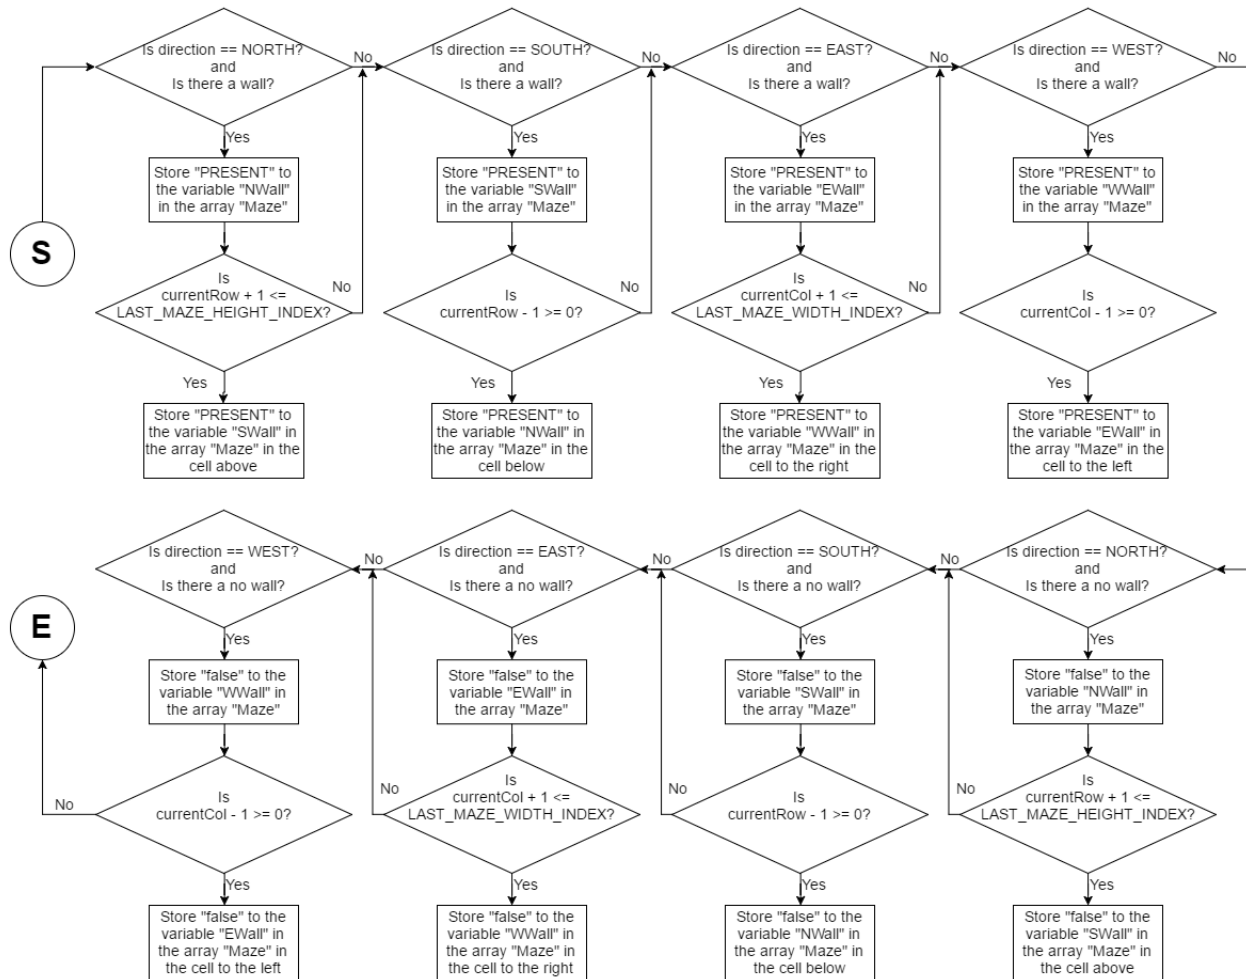 Is direction == NORTH?
and
Is there a wall?
No
Is direction == SOUTH?
and
Is there a wall?
No
Is direction == EAST?
and
Is there a wall?
No
Is direction == WEST?
and
Is there a wall?
No
Yes
Yes
Yes
Yes
Store "PRESENT" to
the variable "NWall"
in the array "Maze"
Store "PRESENT" to
the variable "SWall"
in the array "Maze"
Store "PRESENT" to
the variable "EWall"
in the array "Maze"
Store "PRESENT" to
the variable "WWall"
in the array "Maze"
S
Is
currentRow + 1 <=
LAST_MAZE_HEIGHT_INDEX?
No
Is
currentRow - 1 >= 0?
No
Is
currentCol + 1 <=
LAST_MAZE_WIDTH_INDEX?
No
Is
currentCol - 1 >= 0?
Yes
Yes
Yes
Yes
Store "PRESENT" to
the variable "SWall" in
the array "Maze" in the
cell above
Store "PRESENT" to
the variable "NWall" in
the array "Maze" in the
cell below
Store "PRESENT" to
the variable "WWall" in
the array "Maze" in the
cell to the right
Store "PRESENT" to
the variable "EWall" in
the array "Maze" in the
cell to the left
Is direction == WEST?
and
Is there a no wall?
No
Is direction == EAST?
and
Is there a no wall?
No
Is direction == SOUTH?
and
Is there a no wall?
No
Is direction == NORTH?
and
Is there a no wall?
E
Yes
Yes
Yes
Yes
Store "false" to the
variable "WWall" in
the array "Maze"
Store "false" to the
variable "EWall" in
the array "Maze"
Store "false" to the
variable "SWall" in
the array "Maze"
Store "false" to the
variable "NWall" in
the array "Maze"
No
Is
currentCol - 1 >= 0?
No
Is
currentCol + 1 <=
LAST_MAZE_WIDTH_INDEX?
No
Is
currentRow - 1 >= 0?
No
Is
currentRow + 1 <=
LAST_MAZE_HEIGHT_INDEX?
Yes
Yes
Yes
Yes
Store "false" to the
variable "EWall" in
the array "Maze" in
the cell to the left
Store "false" to the
variable "WWall" in
the array "Maze" in
the cell to the right
Store "false" to the
variable "NWall" in
the array "Maze" in
the cell below
Store "false" to the
variable "SWall" in
the array "Maze" in
the cell above